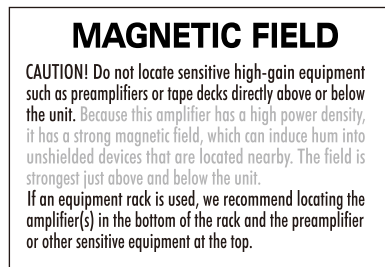 MAGNETIC FIELD
CAUTION! Do not locate sensitive high-gain equipment
such as preamplifiers or tape decks directly above or below
the unit. Because this amplifier has a high power density,
it has a strong magnetic field, which can induce hum into
unshielded devices that are located nearby. The field is
strongest just above and below the unit.
If an equipment rack is used, we recommend locating the
amplifier(s) in the bottom of the rack and the preamplifier
or other sensitive equipment at the top.